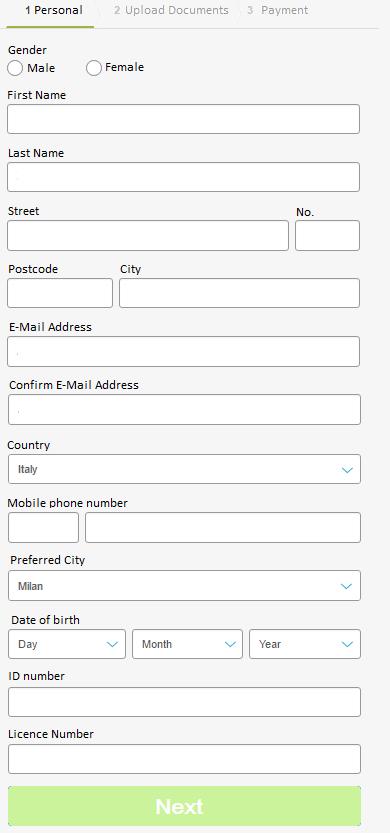 1 Personal 2 Upload Documents 3 Payment
Gender
Male Female
First Name
Last Name
Street No.
Postcode City
E-Mail Address
Confirm E-Mail Address
Country
Italy
Mobile phone number
Preferred City
Milan
Date of birth
Day Month Year
ID number
Licence Number
Next